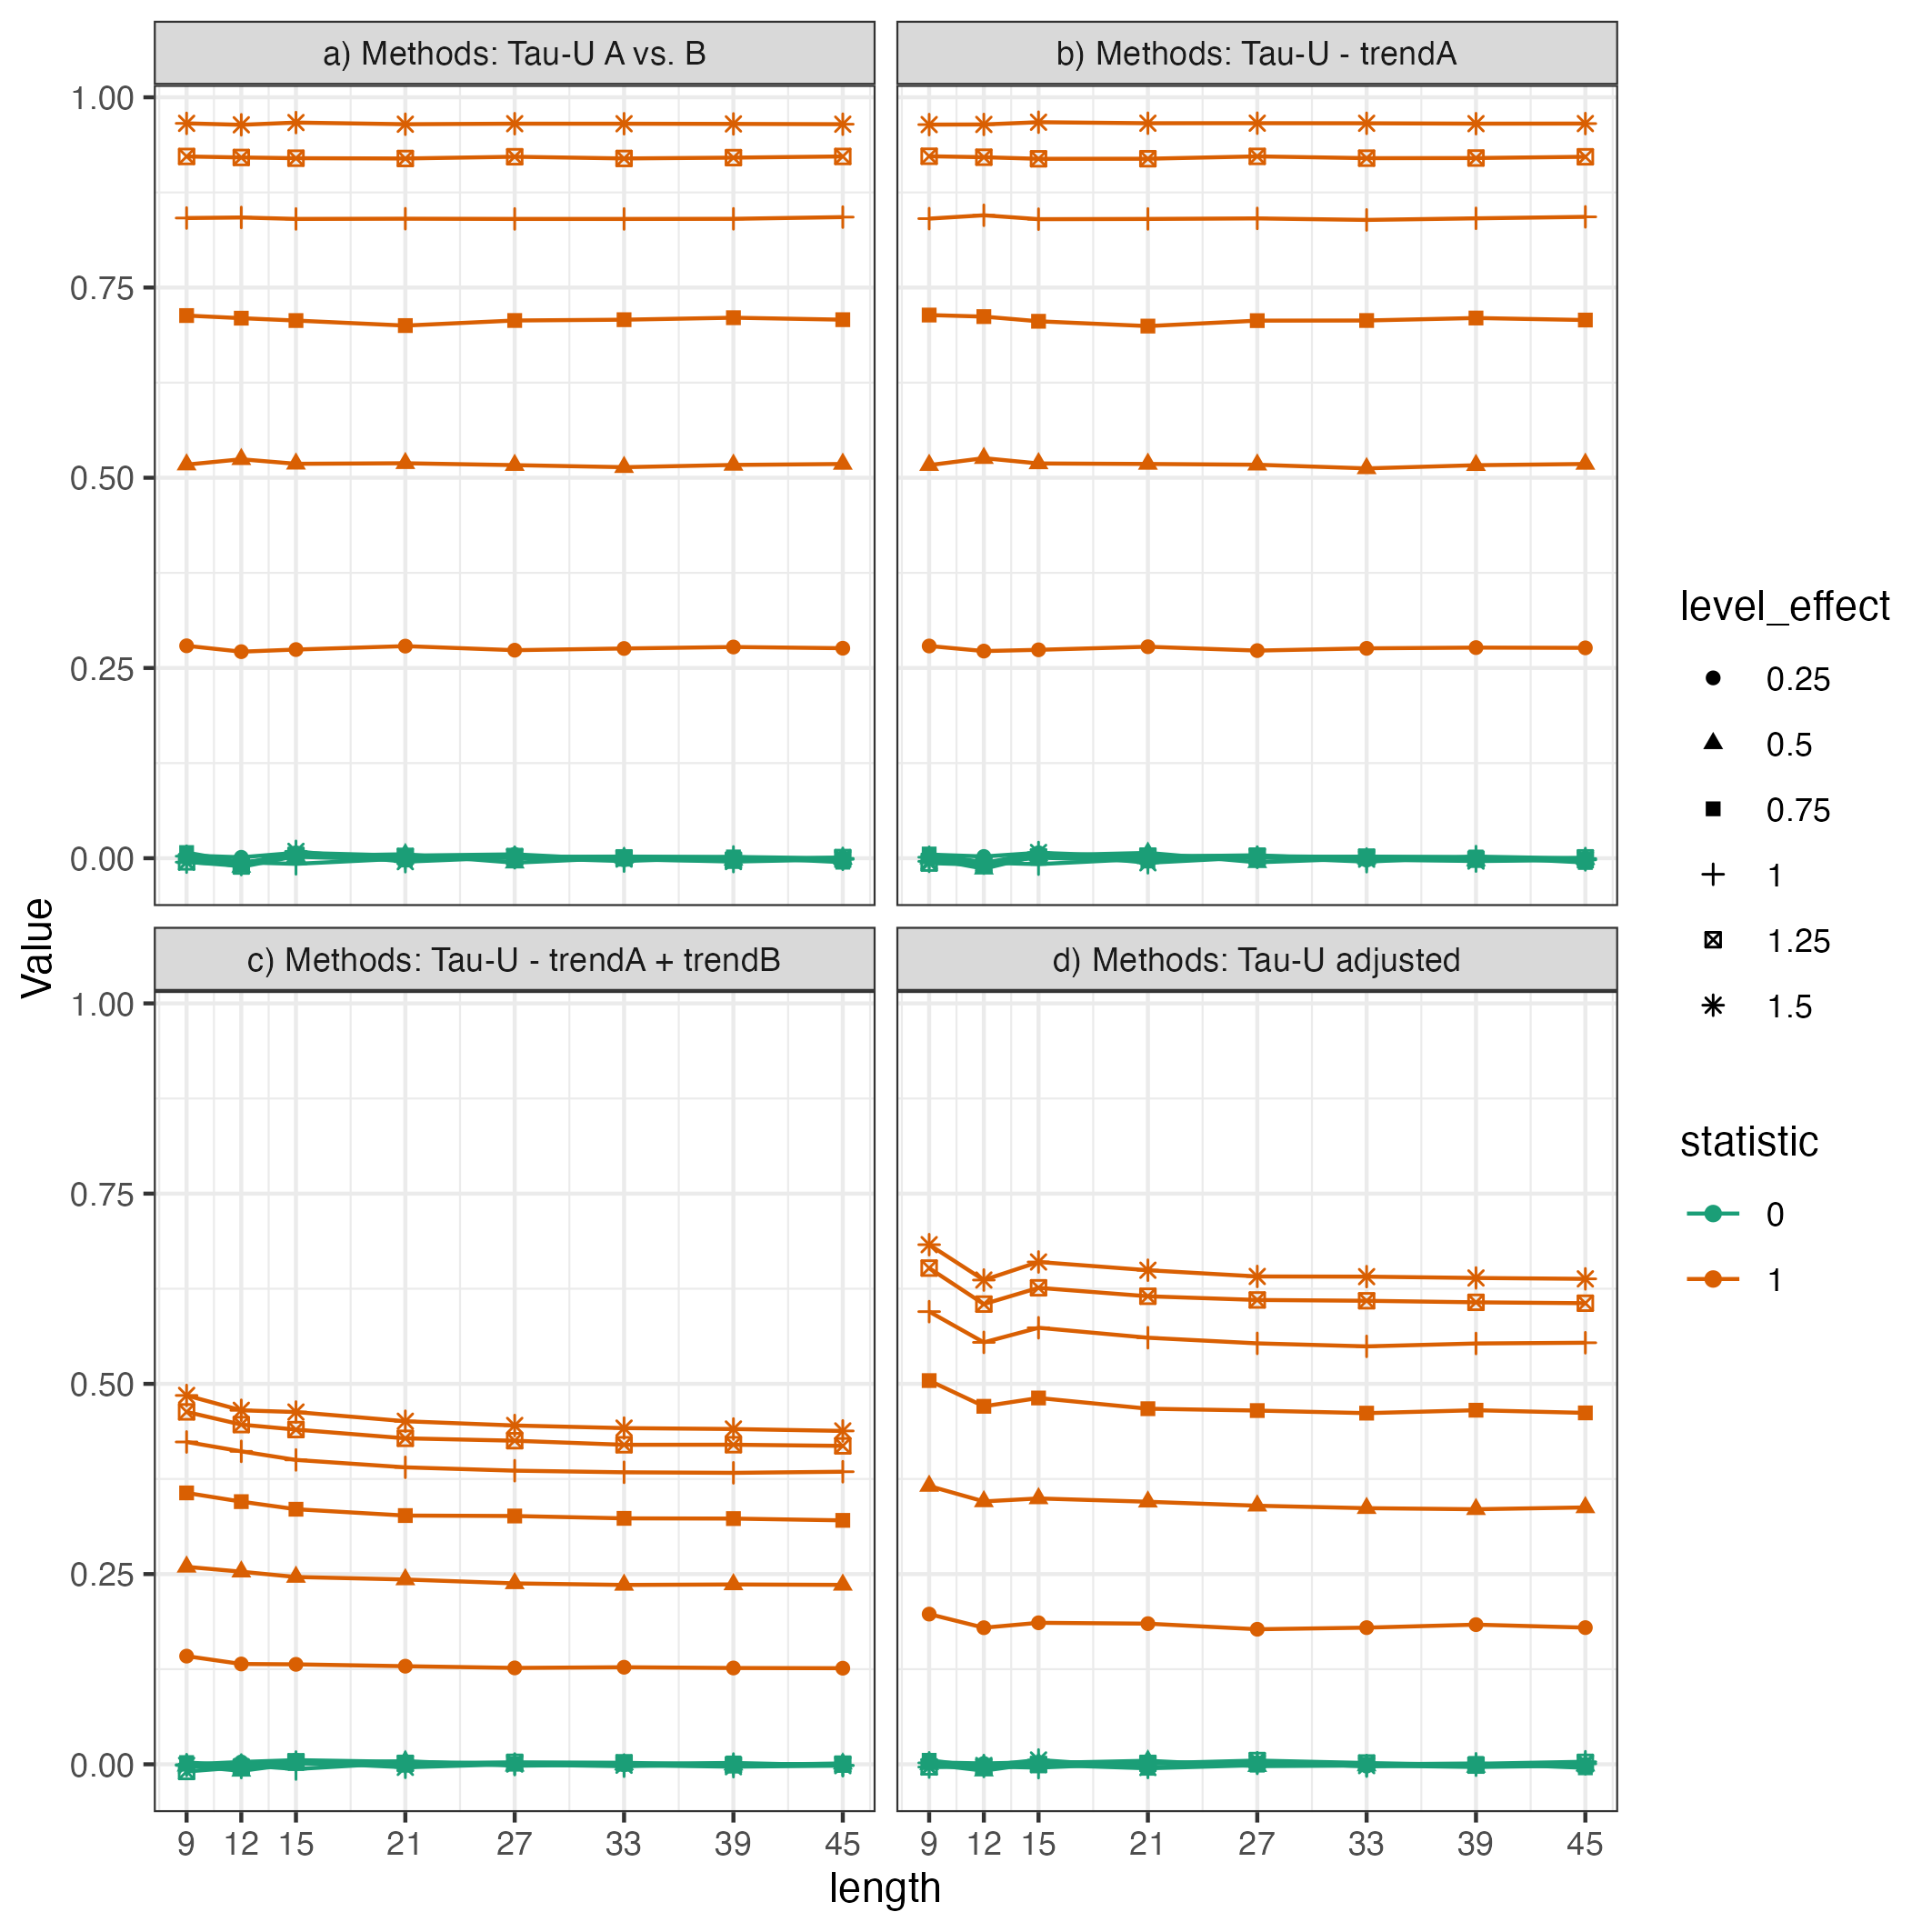 a) Methods: Tau-U A vs. B
b) Methods: Tau-U - trendA
1.00
0.75
0.50
0.25
0.00
Value
c) Methods: Tau-U - trendA + trendB
d) Methods: Tau-U adjusted
1.00
0.75
0.50
0.25
0.00
9 12 15 21 27 33 39 45
9 12 15 21 27 33 39 45
length
level_effect
0.25
0.5
0.75
1
1.25
1.5
statistic
0
1